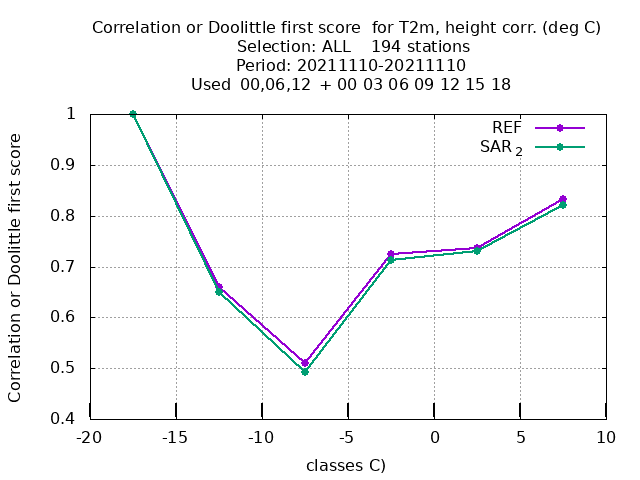 Correlation or Doolittle first score  for T2m, height corr. (deg C)
Selection: ALL    194 stations
Period: 20211110-20211110
Used  00,06,12  + 00 03 06 09 12 15 18
REF
SAR 2
1
0.9
0.8
0.7
0.6
0.5
0.4
Correlation or Doolittle first score
-20 -15 -10 -5 0 5 10
classes C)